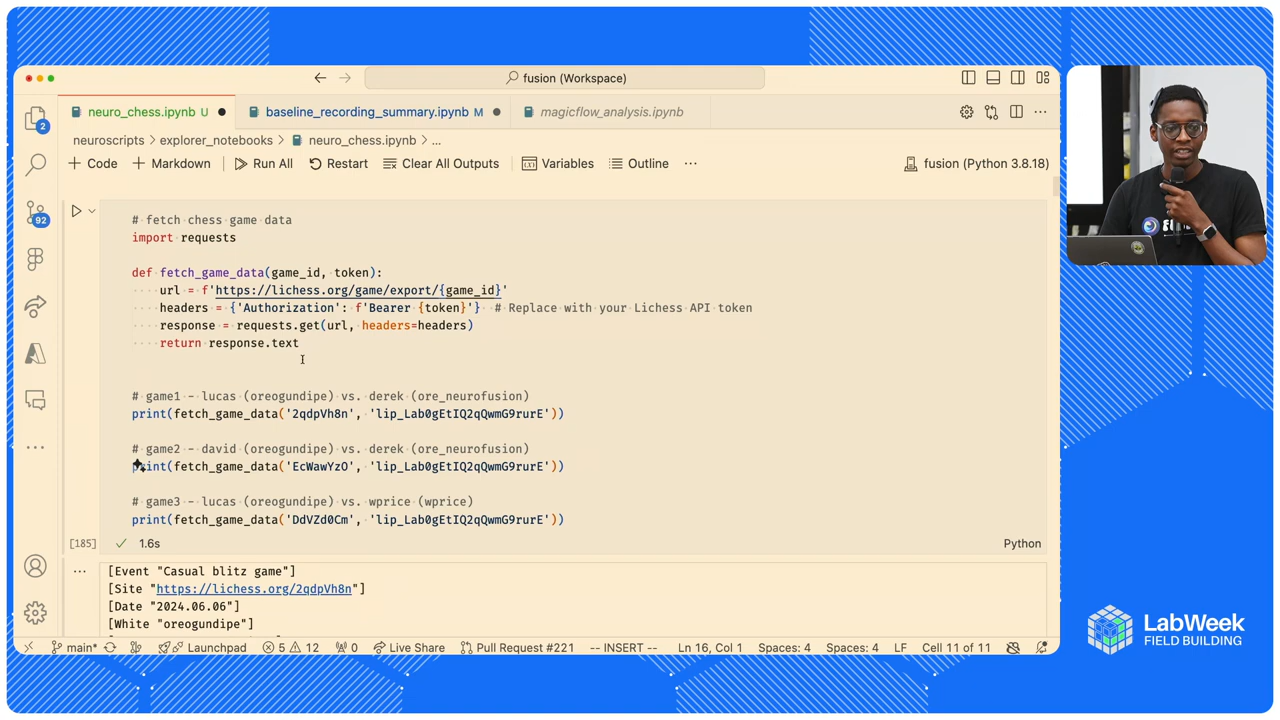 fusion (Workspace)
neuro_chess.ipynb U
baseline_recording_summary.ipynb M
magicflow_analysis.ipynb
2
neuroscripts > explorer_notebooks > neuro_chess.ipynb > ...
+ Code + Markdown Run All Restart Clear All Outputs Variables Outline ...
fusion (Python 3.8.18)
92
# fetch chess game data
import requests
def fetch_game_data(game_id, token):
url = f'https://lichess.org/game/export/{game_id}'
headers = {'Authorization': f'Bearer {token}'} # Replace with your Lichess API token
response = requests.get(url, headers=headers)
return response.text
# game1 - lucas (oreogundipe) vs. derek (ore_neurofusion)
print(fetch_game_data('2qdpVh8n', 'lip_Lab0gEtIQ2qQwmG9rurE'))
# game2 - david (oreogundipe) vs. derek (ore_neurofusion)
print(fetch_game_data('EcWawYzO', 'lip_Lab0gEtIQ2qQwmG9rurE'))
# game3 - lucas (oreogundipe) vs. wprice (wprice)
print(fetch_game_data('DdVZd0Cm', 'lip_Lab0gEtIQ2qQwmG9rurE'))
[185] 1.6s Python
[Event "Casual blitz game"]
[Site "https://lichess.org/2qdpVh8n"]
[Date "2024.06.06"]
[White "oreogundipe"]
main* Launchpad 5 12 0 Live Share Pull Request #221 -- INSERT -- Ln 16, Col 1 Spaces: 4 Spaces: 4 LF Cell 11 of 11
LabWeek
FIELD BUILDING